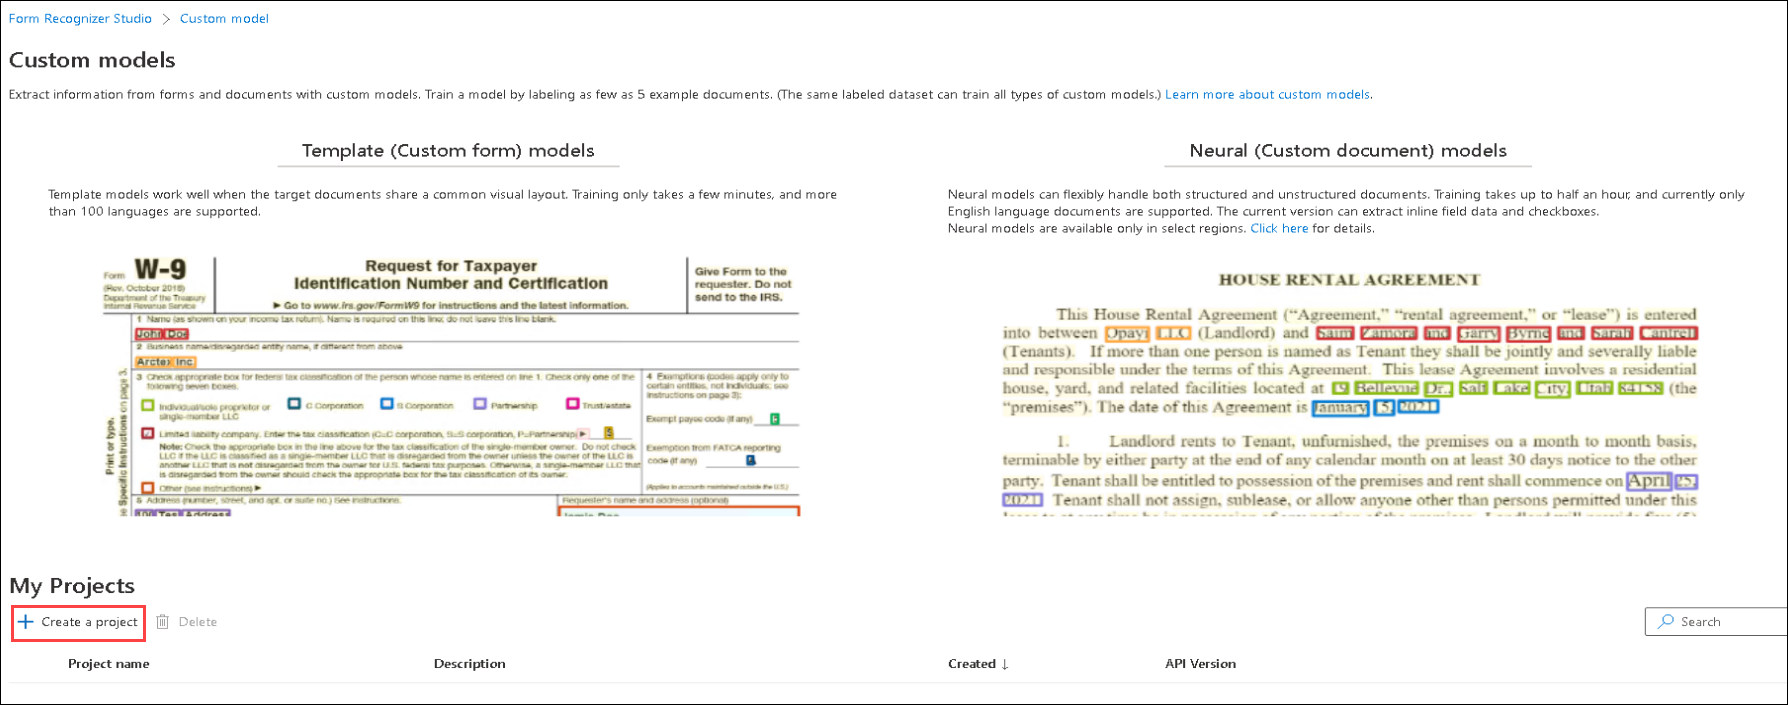 Form Recognizer Studio > Custom model
Custom models
Extract information from forms and documents with custom models. Train a model by labeling as few as 5 example documents. (The same labeled dataset can train all types of custom models.) Learn more about custom models.
Template (Custom form) models
Template models work well when the target documents share a common visual layout. Training only takes a few minutes, and more
than 100 languages are supported.
Form W-9
(Rev. October 2018)
Department of the Treasury
Internal Revenue Service
Request for Taxpayer
Identification Number and Certification
► Go to www.irs.gov/FormW9 for instructions and the latest information.
Give Form to the
requester. Do not
send to the IRS.
1 Name (as shown on your income tax return). Name is required on this line; do not leave this line blank.
John Doe
2 Business name/disregarded entity name, if different from above
Arctex Inc
Print or type.
Specific Instructions on page 3.
3 Check appropriate box for federal tax classification of the person whose name is entered on line 1. Check only one of the
following seven boxes.
Individual/sole proprietor or
single-member LLC
C Corporation
S Corporation
Partnership
Trust/estate
Limited liability company. Enter the tax classification (C=C corporation, S=S corporation, P=Partnership) ► S
Note: Check the appropriate box in the line above for the tax classification of the single-member owner. Do not check
LLC if the LLC is classified as a single-member LLC that is disregarded from the owner unless the owner of the LLC is
another LLC that is not disregarded from the owner for U.S. federal tax purposes. Otherwise, a single-member LLC that
is disregarded from the owner should check the appropriate box for the tax classification of its owner.
Other (see instructions) ►
4 Exemptions (codes apply only to
certain entities, not individuals; see
instructions on page 3):
Exempt payee code (if any)
Exemption from FATCA reporting
code (if any)
(Applies to accounts maintained outside the U.S.)
5 Address (number, street, and apt. or suite no.) See instructions.
100 Test Address
Requester's name and address (optional)
Jamie Doe
Neural (Custom document) models
Neural models can flexibly handle both structured and unstructured documents. Training takes up to half an hour, and currently only
English language documents are supported. The current version can extract inline field data and checkboxes.
Neural models are available only in select regions. Click here for details.
HOUSE RENTAL AGREEMENT
This House Rental Agreement (“Agreement,” “rental agreement,” or “lease”) is entered
into between Opayi LLC (Landlord) and Saim Zamora and Garry Byrne and Sarah Cantrell
(Tenants). If more than one person is named as Tenant they shall be jointly and severally liable
and responsible under the terms of this Agreement. This lease Agreement involves a residential
house, yard, and related facilities located at 19 Bellevue Dr., Salt Lake City, Utah 84158 (the
“premises”). The date of this Agreement is January 15, 2021
1. Landlord rents to Tenant, unfurnished, the premises on a month to month basis,
terminable by either party at the end of any calendar month on at least 30 days notice to the other
party. Tenant shall be entitled to possession of the premises and rent shall commence on April 25,
2021 Tenant shall not assign, sublease, or allow anyone other than persons permitted under this
My Projects
+ Create a project
Delete
Search
Project name
Description
Created ↓
API Version